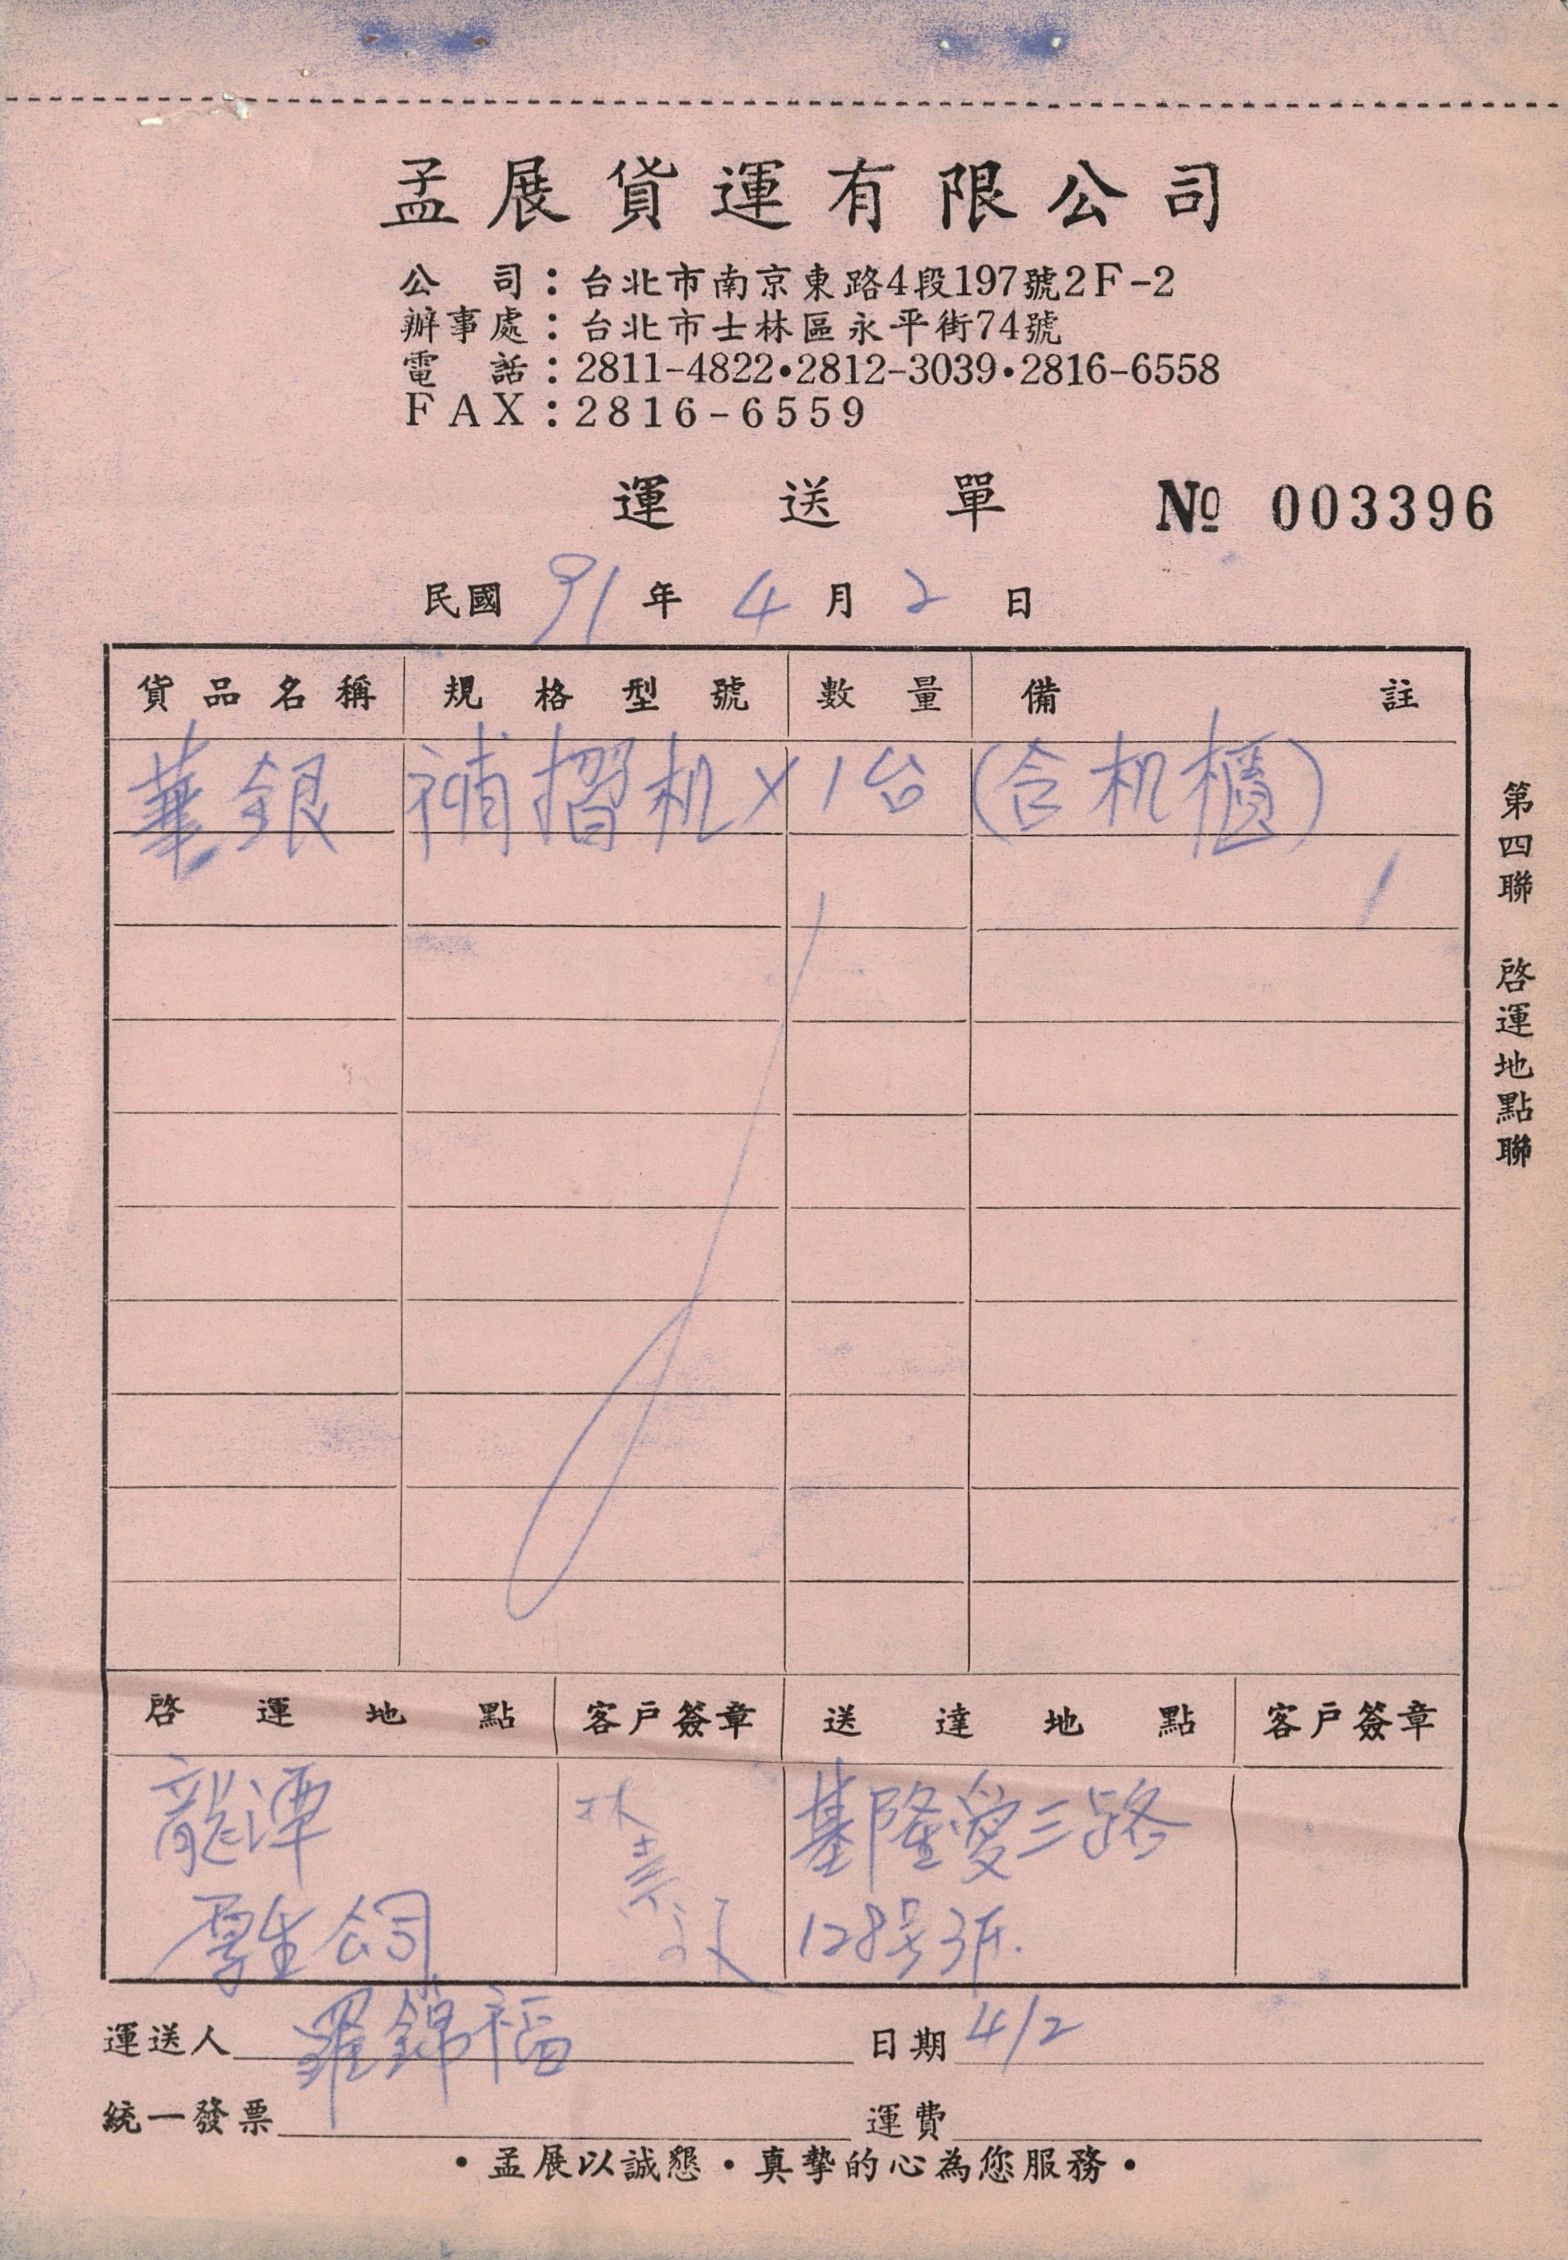 孟展貨運有限公司
公司：台北市南京東路4段197號2F-2
辦事處：台北市士林區永平街74號
電話：2811-4822•2812-3039•2816-6558
FAX：2816-6559
運送單 № 003396
民國 91 年 4 月 2 日
貨品名稱 規格型號 數量 備註
華銀 補摺机 × 1台 (含机櫃)
第四聯 啓運地點聯
啓運地點 客戶簽章 送達地點 客戶簽章
龍潭 林 基隆愛三路
厚生公司 128号3F.
運送人 羅錦福 日期 4/2
統一發票 運費
•孟展以誠懇•真摯的心為您服務•